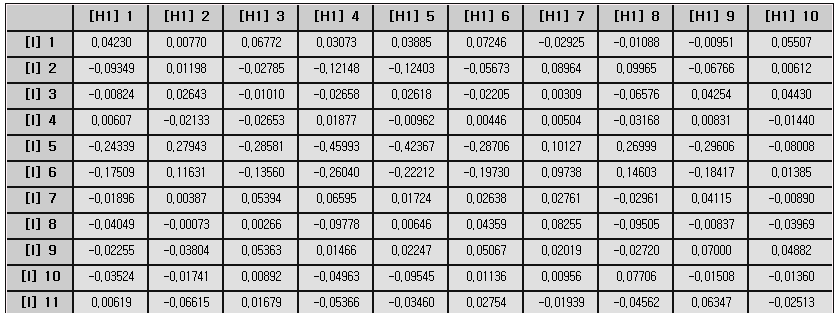 [H1] 1 [H1] 2 [H1] 3 [H1] 4 [H1] 5 [H1] 6 [H1] 7 [H1] 8 [H1] 9 [H1] 10
[I] 1 0,04230 0,00770 0,06772 0,03073 0,03885 0,07246 -0,02925 -0,01088 -0,00951 0,05507
[I] 2 -0,09349 0,01198 -0,02785 -0,12148 -0,12403 -0,05673 0,08964 0,09965 -0,06766 0,00612
[I] 3 -0,00824 0,02643 -0,01010 -0,02658 0,02618 -0,02205 0,00309 -0,06576 0,04254 0,04430
[I] 4 0,00607 -0,02133 -0,02653 0,01877 -0,00962 0,00446 0,00504 -0,03168 0,00831 -0,01440
[I] 5 -0,24339 0,27943 -0,28581 -0,45993 -0,42367 -0,28706 0,10127 0,26999 -0,29606 -0,08008
[I] 6 -0,17509 0,11631 -0,13560 -0,26040 -0,22212 -0,19730 0,09738 0,14603 -0,18417 0,01385
[I] 7 -0,01896 0,00387 0,05394 0,06595 0,01724 0,02638 0,02761 -0,02961 0,04115 -0,00890
[I] 8 -0,04049 -0,00073 0,00266 -0,09778 0,00646 0,04359 0,08255 -0,09505 -0,00837 -0,03969
[I] 9 -0,02255 -0,03804 0,05363 0,01466 0,02247 0,05067 0,02019 -0,02720 0,07000 0,04882
[I] 10 -0,03524 -0,01741 0,00892 -0,04963 -0,09545 0,01136 0,00956 0,07706 -0,01508 -0,01360
[I] 11 0,00619 -0,06615 0,01679 -0,05366 -0,03460 0,02754 -0,01939 -0,04562 0,06347 -0,02513